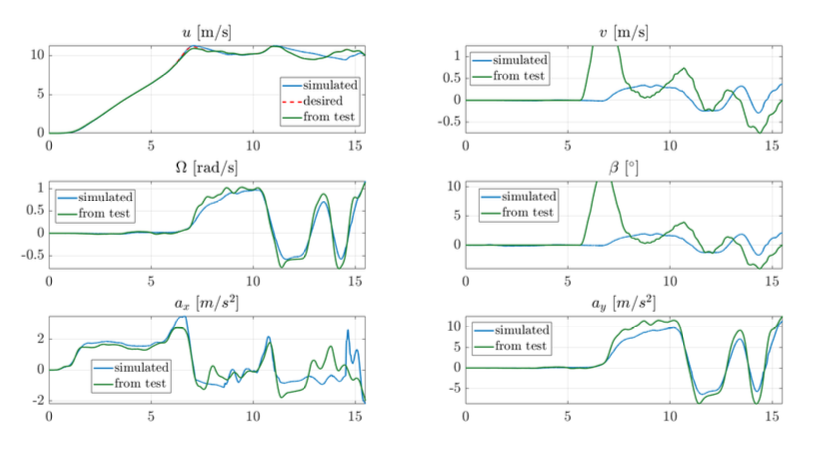 u [m/s]
10
5
0
simulated
desired
from test
0 5 10 15
v [m/s]
1
0.5
0
-0.5
simulated
from test
0 5 10 15
Ω [rad/s]
1
0.5
0
-0.5
simulated
from test
0 5 10 15
β [°]
10
5
0
simulated
from test
0 5 10 15
a_x [m/s²]
2
0
-2
simulated
from test
0 5 10 15
a_y [m/s²]
10
5
0
-5
simulated
from test
0 5 10 15